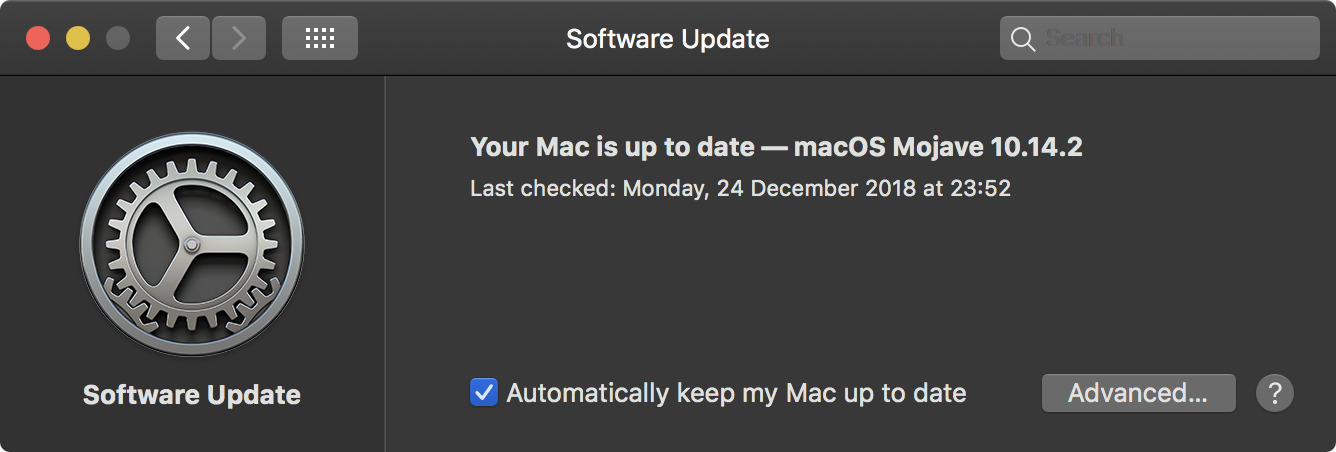 Software Update
Search
Your Mac is up to date — macOS Mojave 10.14.2
Last checked: Monday, 24 December 2018 at 23:52
Software Update
Automatically keep my Mac up to date
Advanced...
?